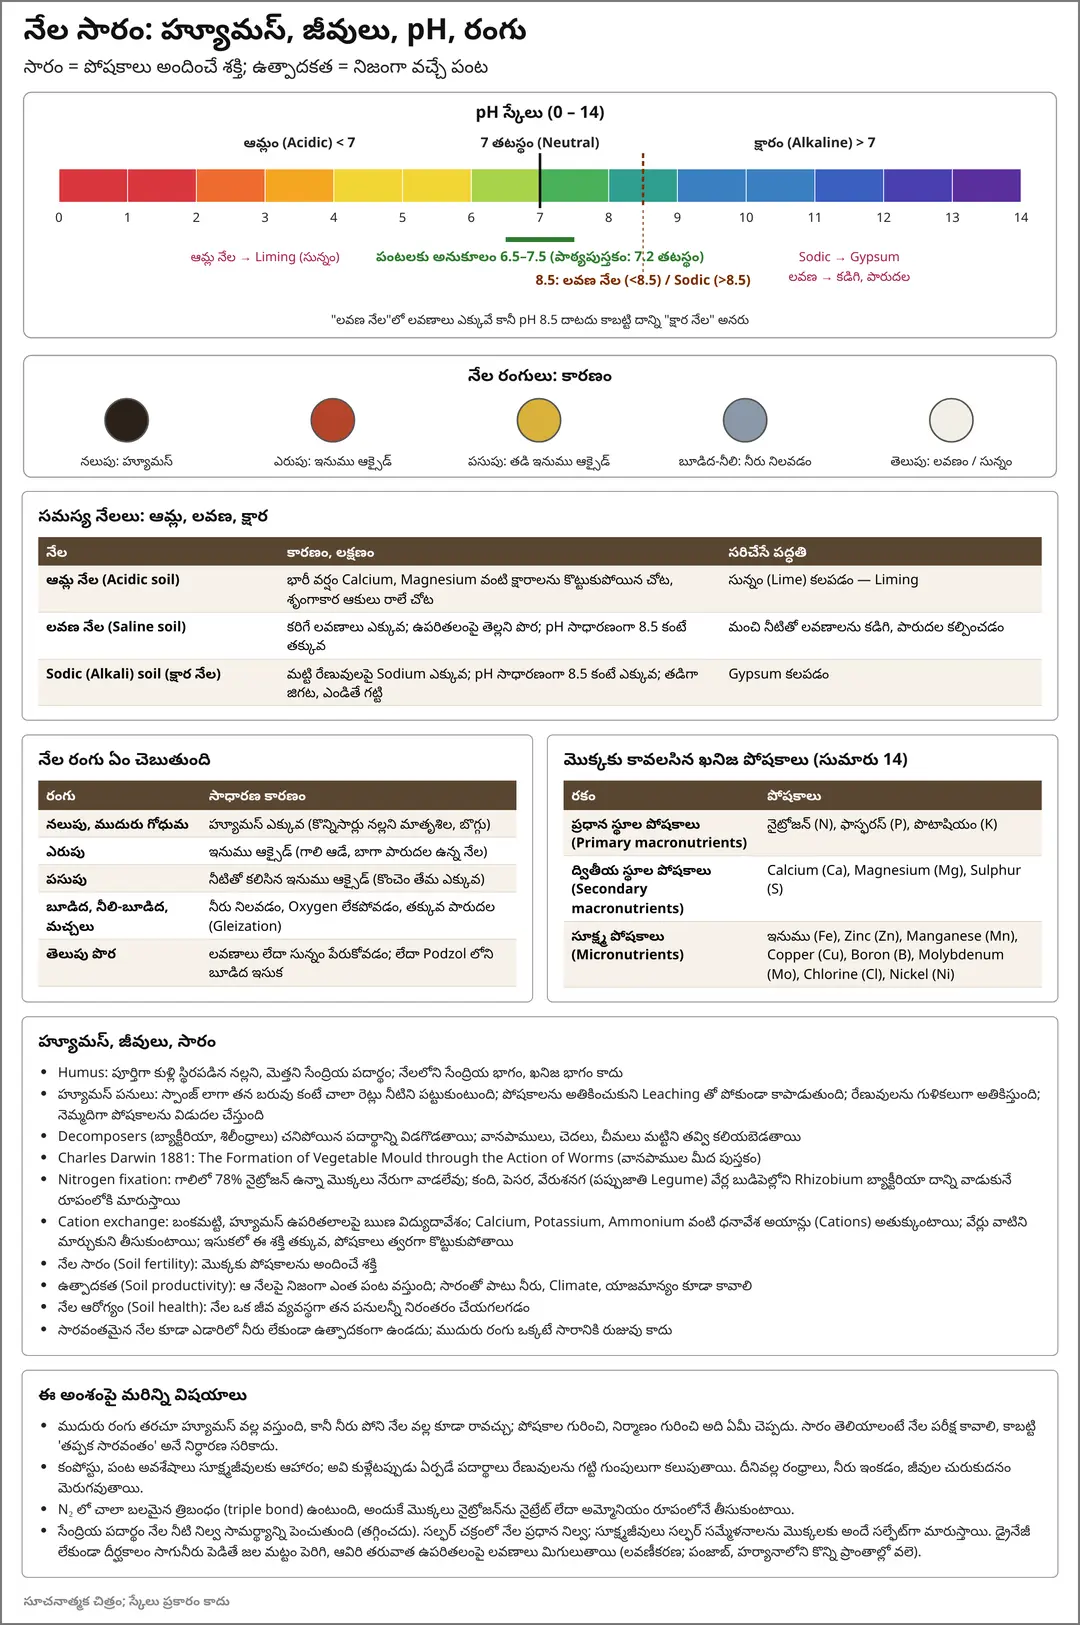 నేల సారం: హ్యూమస్, జీవులు, pH, రంగు
సారం = పోషకాలు అందించే శక్తి; ఉత్పాదకత = నిజంగా వచ్చే పంట
pH స్కేలు (0 – 14)
ఆమ్లం (Acidic) < 7
7 తటస్థం (Neutral)
క్షారం (Alkaline) > 7
0 1 2 3 4 5 6 7 8 9 10 11 12 13 14
ఆమ్ల నేల → Liming (సున్నం)
పంటలకు అనుకూలం 6.5–7.5 (పాఠ్యపుస్తకం: 7.2 తటస్థం)
Sodic → Gypsum
8.5: లవణ నేల (<8.5) / Sodic (>8.5)
లవణ → కడిగి, పారుదల
"లవణ నేల"లో లవణాలు ఎక్కువే కానీ pH 8.5 దాటదు కాబట్టి దాన్ని "క్షార నేల" అనరు
నేల రంగులు: కారణం
నలుపు: హ్యూమస్
ఎరుపు: ఇనుము ఆక్సైడ్
పసుపు: తడి ఇనుము ఆక్సైడ్
బూడిద-నీలి: నీరు నిలవడం
తెలుపు: లవణం / సున్నం
సమస్య నేలలు: ఆమ్ల, లవణ, క్షార
నేల
కారణం, లక్షణం
సరిచేసే పద్ధతి
ఆమ్ల నేల (Acidic soil)
భారీ వర్షం Calcium, Magnesium వంటి క్షారాలను కొట్టుకుపోయిన చోట,
శృంగాకార ఆకులు రాలే చోట
సున్నం (Lime) కలపడం — Liming
లవణ నేల (Saline soil)
కరిగే లవణాలు ఎక్కువ; ఉపరితలంపై తెల్లని పొర; pH సాధారణంగా 8.5 కంటే
తక్కువ
మంచి నీటితో లవణాలను కడిగి, పారుదల కల్పించడం
Sodic (Alkali) soil (క్షార నేల)
మట్టి రేణువులపై Sodium ఎక్కువ; pH సాధారణంగా 8.5 కంటే ఎక్కువ; తడిగా
జిగట, ఎండితే గట్టి
Gypsum కలపడం
నేల రంగు ఏం చెబుతుంది
రంగు
సాధారణ కారణం
నలుపు, ముదురు గోధుమ
హ్యూమస్ ఎక్కువ (కొన్నిసార్లు నల్లని మాతృశిల, బొగ్గు)
ఎరుపు
ఇనుము ఆక్సైడ్ (గాలి ఆడే, బాగా పారుదల ఉన్న నేల)
పసుపు
నీటితో కలిసిన ఇనుము ఆక్సైడ్ (కొంచెం తేమ ఎక్కువ)
బూడిద, నీలి-బూడిద,
మచ్చలు
నీరు నిలవడం, Oxygen లేకపోవడం, తక్కువ పారుదల
(Gleization)
తెలుపు పొర
లవణాలు లేదా సున్నం పేరుకోవడం; లేదా Podzol లోని
బూడిద ఇసుక
మొక్కకు కావలసిన ఖనిజ పోషకాలు (సుమారు 14)
రకం
పోషకాలు
ప్రధాన స్థూల పోషకాలు
(Primary macronutrients)
నైట్రోజన్ (N), ఫాస్ఫరస్ (P), పొటాషియం (K)
ద్వితీయ స్థూల పోషకాలు
(Secondary
macronutrients)
Calcium (Ca), Magnesium (Mg), Sulphur
(S)
సూక్ష్మ పోషకాలు
(Micronutrients)
ఇనుము (Fe), Zinc (Zn), Manganese (Mn),
Copper (Cu), Boron (B), Molybdenum
(Mo), Chlorine (Cl), Nickel (Ni)
హ్యూమస్, జీవులు, సారం
• Humus: పూర్తిగా కుళ్లి స్థిరపడిన నల్లని, మెత్తని సేంద్రియ పదార్థం; నేలలోని సేంద్రియ భాగం, ఖనిజ భాగం కాదు
• హ్యూమస్ పనులు: స్పాంజ్ లాగా తన బరువు కంటే చాలా రెట్లు నీటిని పట్టుకుంటుంది; పోషకాలను అతికించుకుని Leaching తో పోకుండా కాపాడుతుంది; రేణువులను గుళికలుగా అతికిస్తుంది;
నెమ్మదిగా పోషకాలను విడుదల చేస్తుంది
• Decomposers (బ్యాక్టీరియా, శిలీంధ్రాలు) చనిపోయిన పదార్థాన్ని విడగొడతాయి; వానపాములు, చెదలు, చీమలు మట్టిని తవ్వి కలియబెడతాయి
• Charles Darwin 1881: The Formation of Vegetable Mould through the Action of Worms (వానపాముల మీద పుస్తకం)
• Nitrogen fixation: గాలిలో 78% నైట్రోజన్ ఉన్నా మొక్కలు నేరుగా వాడలేవు; కంది, పెసర, వేరుశనగ (పప్పుజాతి Legume) వేర్ల బుడిపెల్లోని Rhizobium బ్యాక్టీరియా దాన్ని వాడుకునే
రూపంలోకి మారుస్తాయి
• Cation exchange: బంకమట్టి, హ్యూమస్ ఉపరితలాలపై ఋణ విద్యుదావేశం; Calcium, Potassium, Ammonium వంటి ధనావేశ అయాన్లు (Cations) అతుక్కుంటాయి; వేర్లు వాటిని
మార్చుకుని తీసుకుంటాయి; ఇసుకలో ఈ శక్తి తక్కువ, పోషకాలు త్వరగా కొట్టుకుపోతాయి
• నేల సారం (Soil fertility): మొక్కకు పోషకాలను అందించే శక్తి
• ఉత్పాదకత (Soil productivity): ఆ నేలపై నిజంగా ఎంత పంట వస్తుంది; సారంతో పాటు నీరు, Climate, యాజమాన్యం కూడా కావాలి
• నేల ఆరోగ్యం (Soil health): నేల ఒక జీవ వ్యవస్థగా తన పనులన్నీ నిరంతరం చేయగలగడం
• సారవంతమైన నేల కూడా ఎడారిలో నీరు లేకుండా ఉత్పాదకంగా ఉండదు; ముదురు రంగు ఒక్కటే సారానికి రుజువు కాదు
ఈ అంశంపై మరిన్ని విషయాలు
• ముదురు రంగు తరచూ హ్యూమస్ వల్ల వస్తుంది, కానీ నీరు పోని నేల వల్ల కూడా రావచ్చు; పోషకాల గురించి, నిర్మాణం గురించి అది ఏమీ చెప్పదు. సారం తెలియాలంటే నేల పరీక్ష కావాలి, కాబట్టి
'తప్పక సారవంతం' అనే నిర్ధారణ సరికాదు.
• కంపోస్టు, పంట అవశేషాలు సూక్ష్మజీవులకు ఆహారం; అవి కుళ్లేటప్పుడు ఏర్పడే పదార్థాలు రేణువులను గట్టి గుంపులుగా కలుపుతాయి. దీనివల్ల రంధ్రాలు, నీరు ఇంకడం, జీవుల చురుకుదనం
మెరుగవుతాయి.
• N₂ లో చాలా బలమైన త్రిబంధం (triple bond) ఉంటుంది, అందుకే మొక్కలు నైట్రోజన్‌ను నైట్రేట్ లేదా అమ్మోనియం రూపంలోనే తీసుకుంటాయి.
• సేంద్రియ పదార్థం నేల నీటి నిల్వ సామర్థ్యాన్ని పెంచుతుంది (తగ్గించదు). సల్ఫర్ చక్రంలో నేల ప్రధాన నిల్వ; సూక్ష్మజీవులు సల్ఫర్ సమ్మేళనాలను మొక్కలకు అందే సల్ఫేట్‌గా మారుస్తాయి. డ్రైనేజీ
లేకుండా దీర్ఘకాలం సాగునీరు పెడితే జల మట్టం పెరిగి, ఆవిరి తరువాత ఉపరితలంపై లవణాలు మిగులుతాయి (లవణీకరణ; పంజాబ్, హర్యానాలోని కొన్ని ప్రాంతాల్లో వలె).
సూచనాత్మక చిత్రం; స్కేలు ప్రకారం కాదు